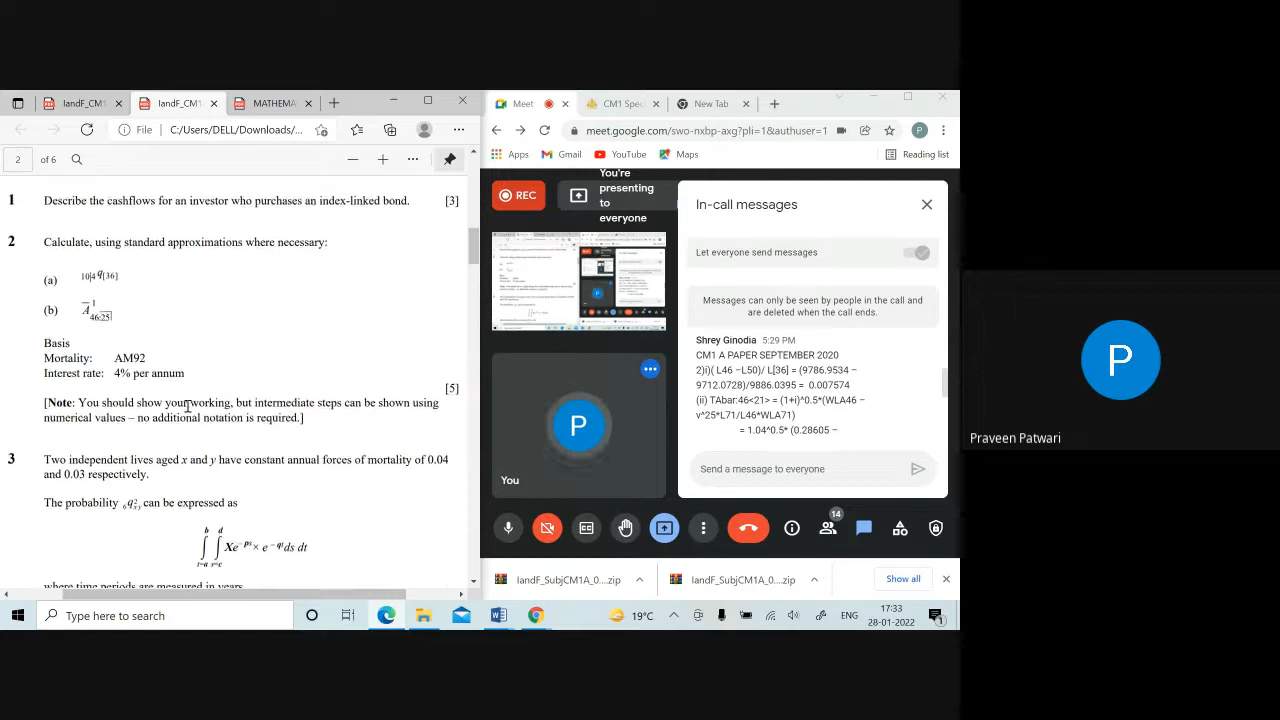 IandF_CM1
IandF_CM1
MATHEMA
File
C:/Users/DELL/Downloads/...
2 of 6
1 Describe the cashflows for an investor who purchases an index-linked bond. [3]
2 Calculate, using standard approximations where necessary:
(a) 10|4 q[36]
(b)
Basis
Mortality: AM92
Interest rate: 4% per annum
[5]
[Note: You should show your working, but intermediate steps can be shown using
numerical values – no additional notation is required.]
3 Two independent lives aged x and y have constant annual forces of mortality of 0.04
and 0.03 respectively.
The probability 6q²xy can be expressed as
b d
∫ ∫ Xe^-ps × e^-qt ds dt
t=a s=c
where time periods are measured in years
Meet
CM1 Spec
New Tab
meet.google.com/swo-nxbp-axg?pli=1&authuser=1
P
Apps
Gmail
YouTube
Maps
Reading list
REC
You're
presenting
to
everyone
In-call messages
Let everyone send messages
Messages can only be seen by people in the call and
are deleted when the call ends.
Shrey Ginodia 5:29 PM
CM1 A PAPER SEPTEMBER 2020
2)i)( L46 –L50)/ L[36] = (9786.9534 –
9712.0728)/9886.0395 = 0.007574
(ii) TAbar:46<21> = (1+i)^0.5*(WLA46 –
v^25*L71/L46*WLA71)
= 1.04^0.5* (0.28605 –
Send a message to everyone
P
You
14
P
Praveen Patwari
IandF_SubjCM1A_0....zip
IandF_SubjCM1A_0....zip
Show all
Type here to search
19°C
ENG
17:33
28-01-2022
1